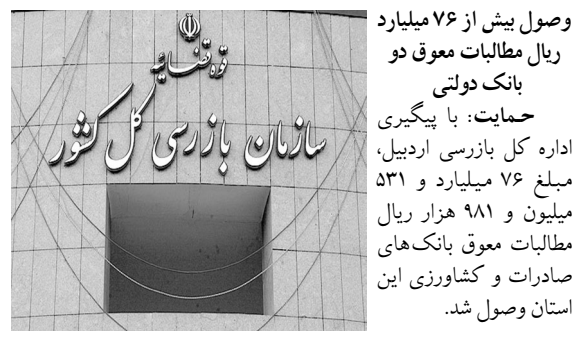 وصول بیش از ۷۶ میلیارد
ریال مطالبات معوق دو
بانک دولتی
حمایت: با پیگیری
اداره کل بازرسی اردبیل،
مبلغ ۷۶ میلیارد و ۵۳۱
میلیون و ۹۸۱ هزار ریال
مطالبات معوق بانک‌های
صادرات و کشاورزی این
استان وصول شد.
قوه قضائیه
سازمان بازرسی کل کشور